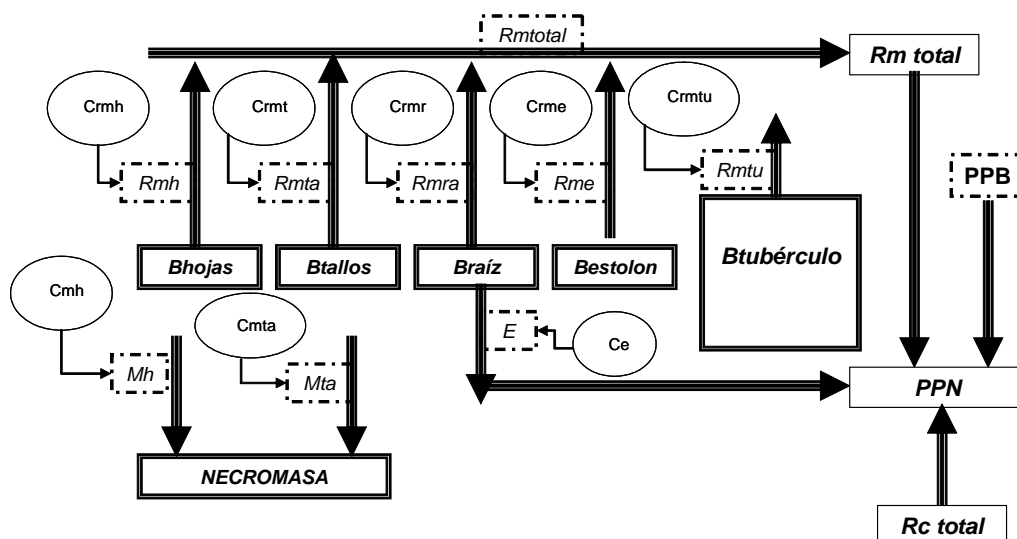 Rmtotal
Rm total
Crmh
Crmt
Crmr
Crme
Crmtu
Rmh
Rmta
Rmra
Rme
Rmtu
PPB
Bhojas
Btallos
Braíz
Bestolon
Btubérculo
Cmh
Cmta
E
Ce
Mh
Mta
PPN
NECROMASA
Rc total